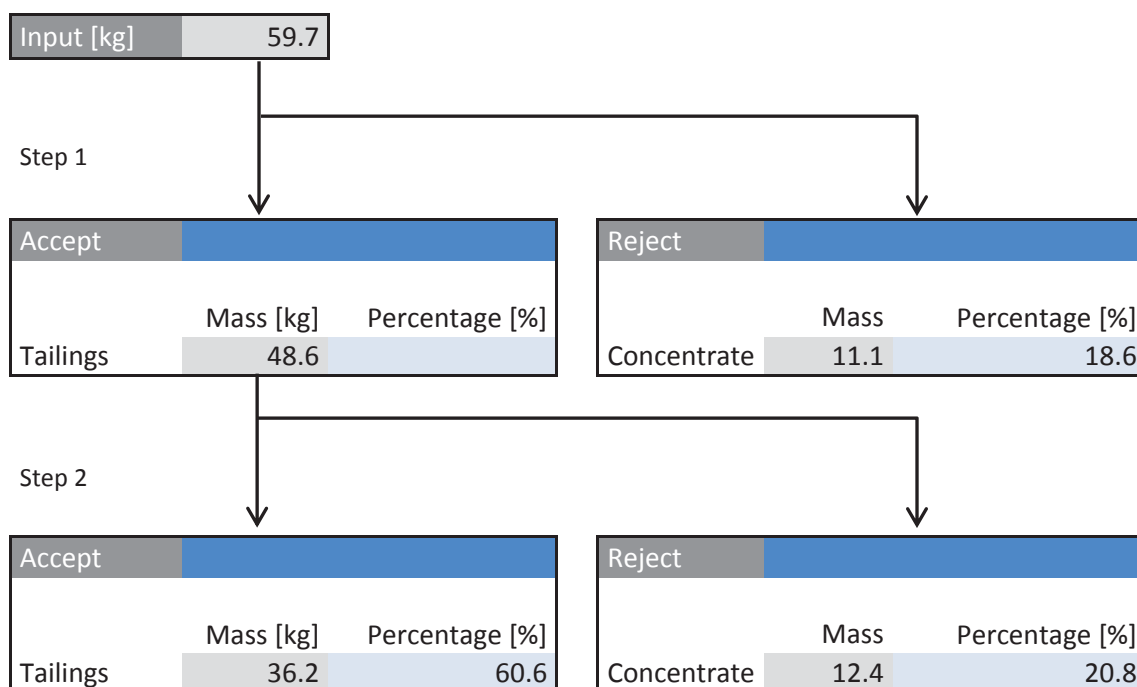 Input [kg] 59.7
Step 1
Accept
Reject
Mass [kg] Percentage [%]
Mass Percentage [%]
Tailings 48.6
Concentrate 11.1 18.6
Step 2
Accept
Reject
Mass [kg] Percentage [%]
Mass Percentage [%]
Tailings 36.2 60.6
Concentrate 12.4 20.8